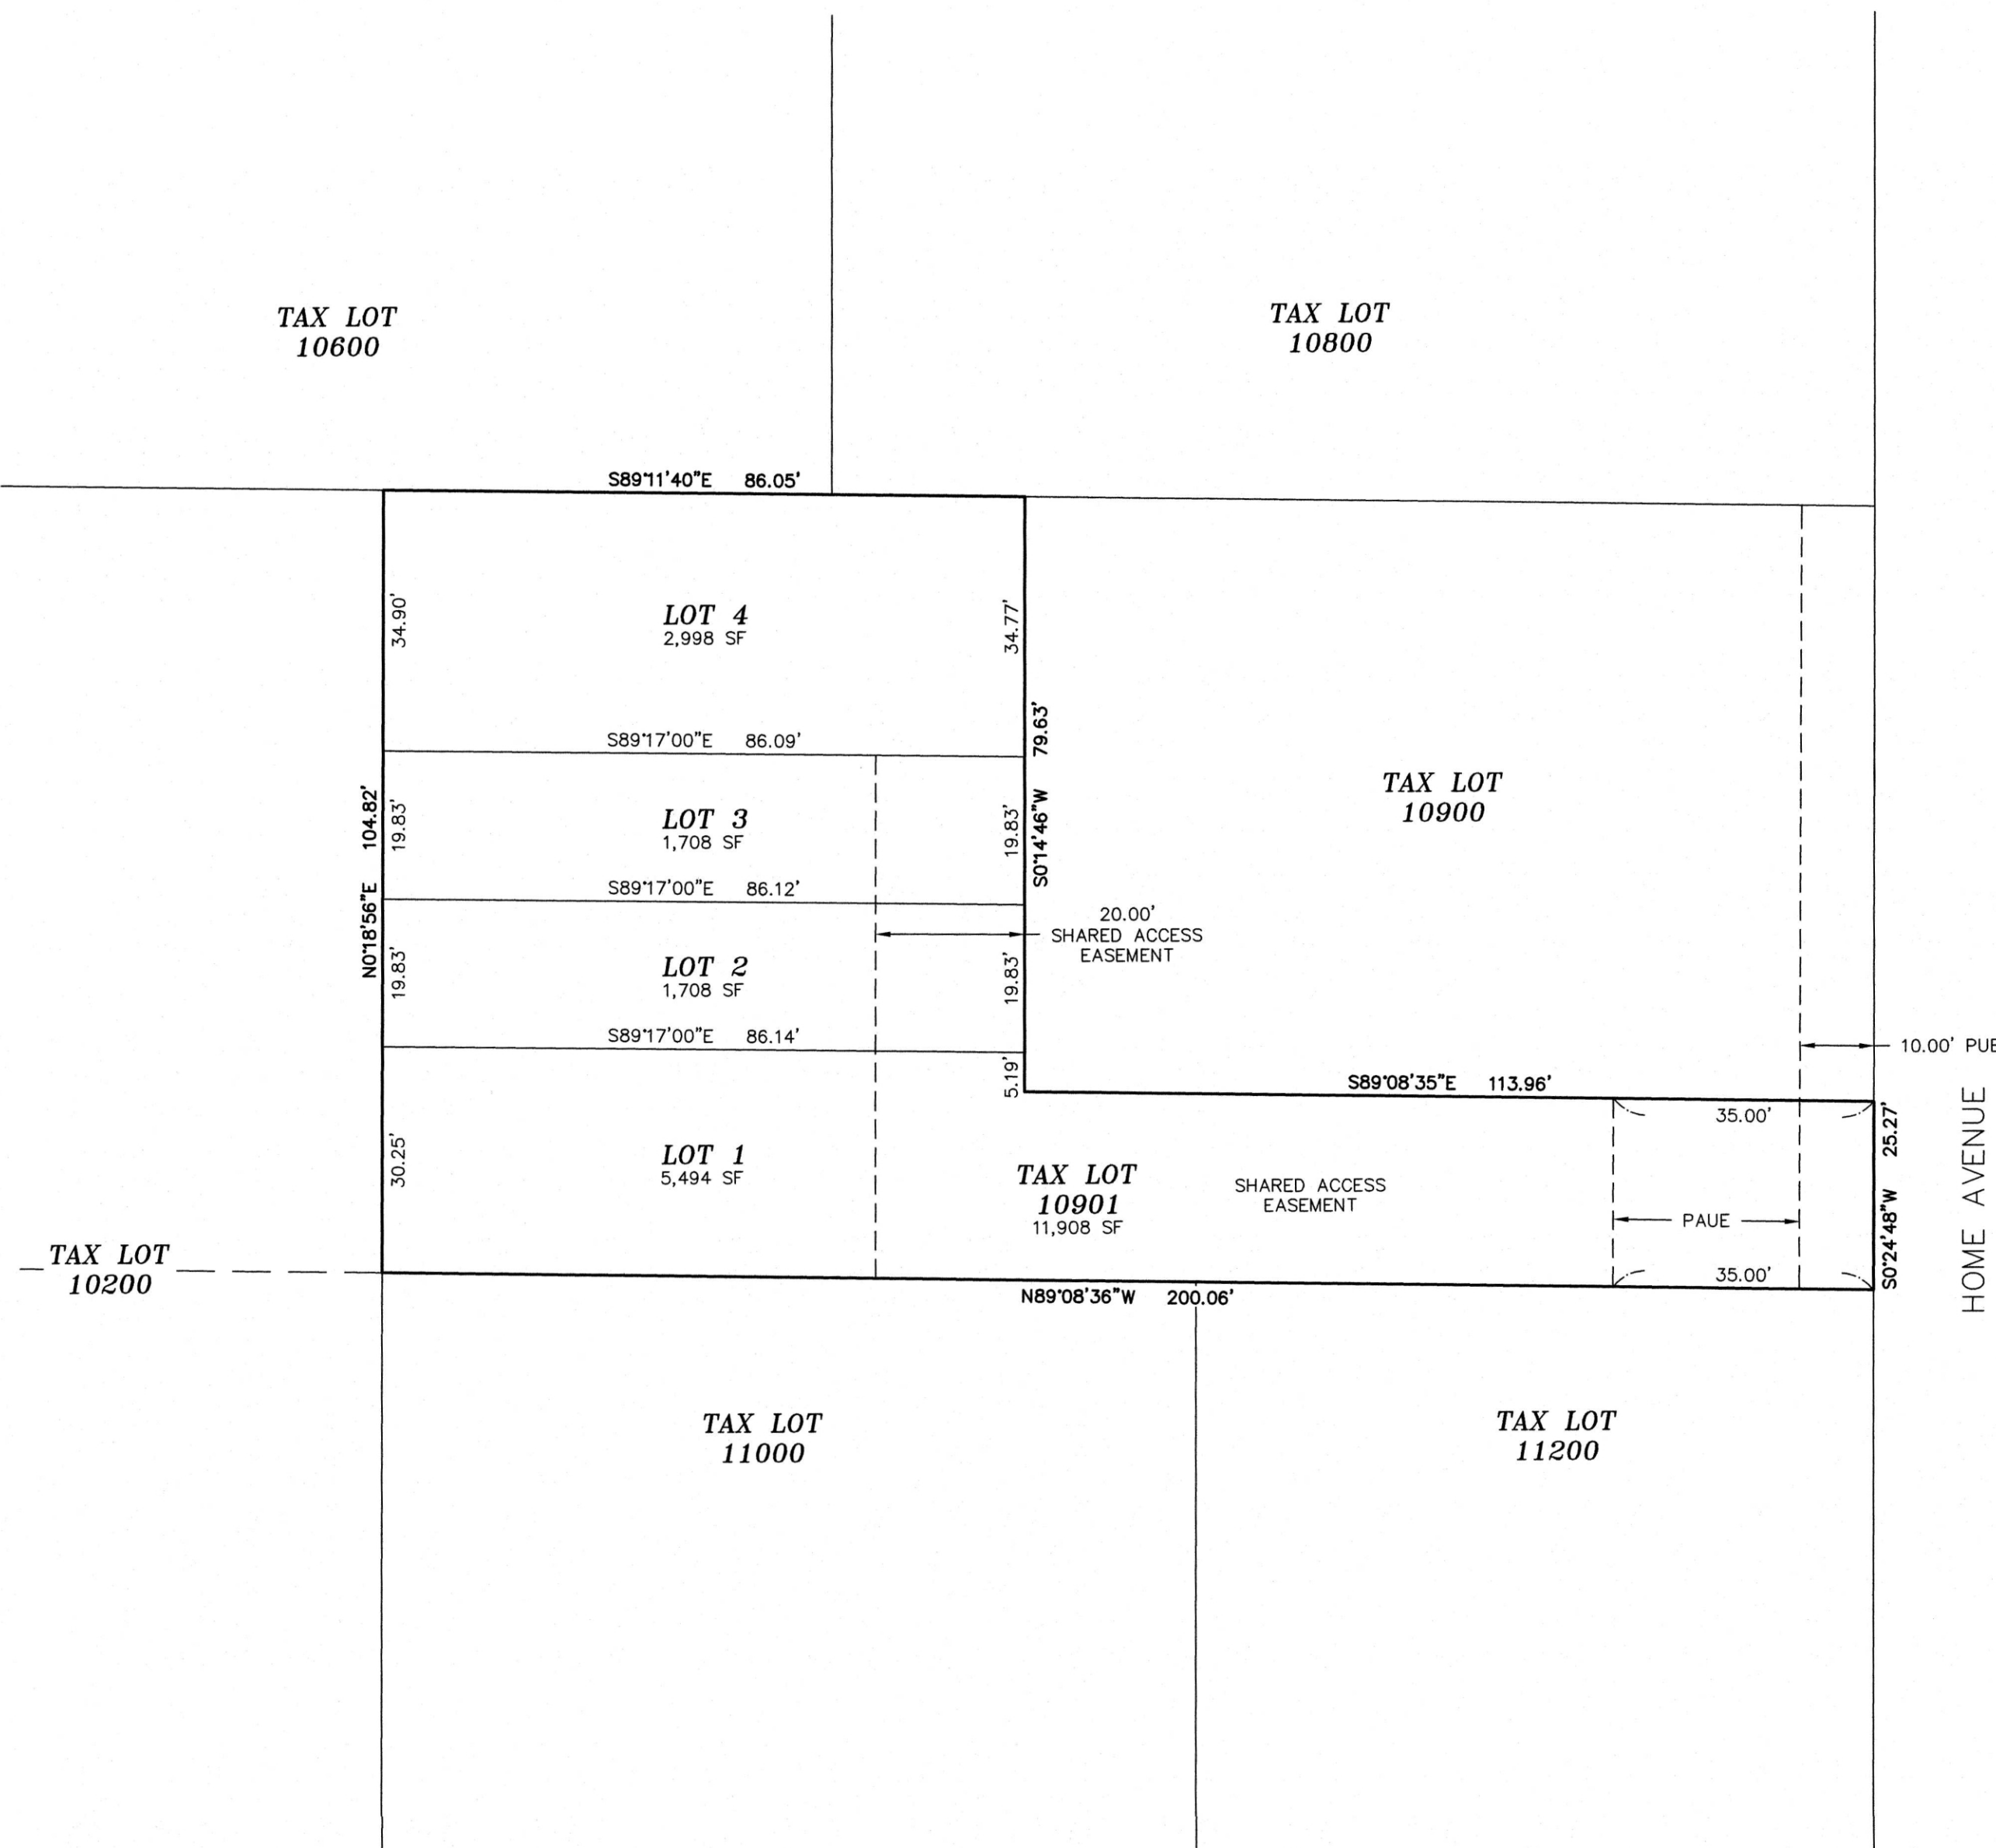 TAX LOT
10600
TAX LOT
10800
S89°11'40"E 86.05'
34.90'
LOT 4
2,998 SF
34.77'
S89°17'00"E 86.09'
S0°14'46"W 79.63'
TAX LOT
10900
N0°18'56"E 104.82'
19.83'
LOT 3
1,708 SF
19.83'
S89°17'00"E 86.12'
20.00'
SHARED ACCESS
EASEMENT
19.83'
LOT 2
1,708 SF
19.83'
S89°17'00"E 86.14'
10.00' PUE
5.19'
S89°08'35"E 113.96'
35.00'
S0°24'48"W 25.27'
HOME AVENUE
30.25'
LOT 1
5,494 SF
TAX LOT
10901
11,908 SF
SHARED ACCESS
EASEMENT
PAUE
TAX LOT
10200
35.00'
N89°08'36"W 200.06'
TAX LOT
11000
TAX LOT
11200